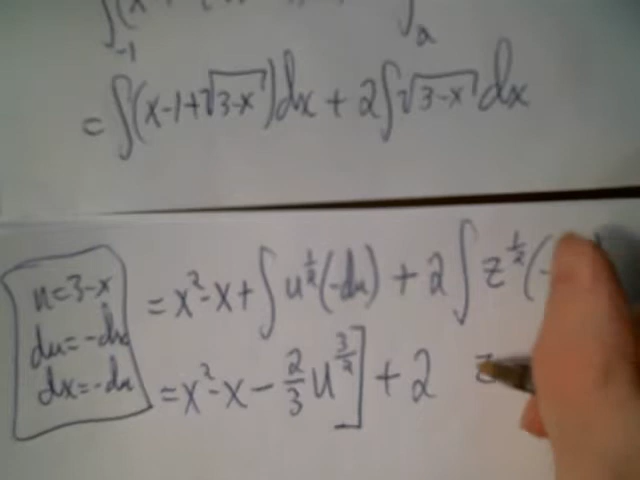 ∫₋₁(x ∫ₐ
= ∫(x-1+√3-x)dx + 2∫√3-x dx
u=3-x
du=-dx
dx=-du
= x²-x+∫u^½(-du) + 2∫z^½(-
= x²-x-⅔u^(3/2)] + 2 z